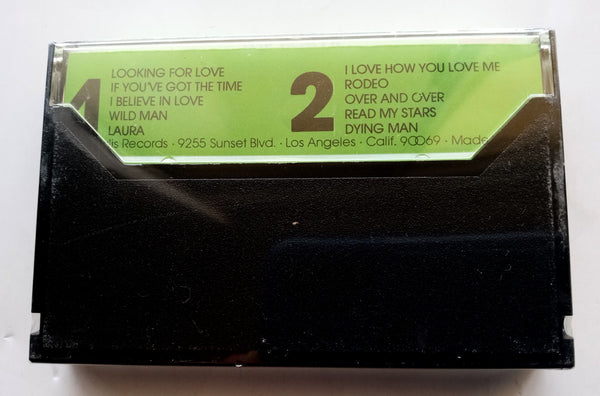 1
LOOKING FOR LOVE
IF YOU'VE GOT THE TIME
I BELIEVE IN LOVE
WILD MAN
LAURA
2
I LOVE HOW YOU LOVE ME
RODEO
OVER AND OVER
READ MY STARS
DYING MAN
lis Records · 9255 Sunset Blvd. · Los Angeles · Calif. 90069 · Made